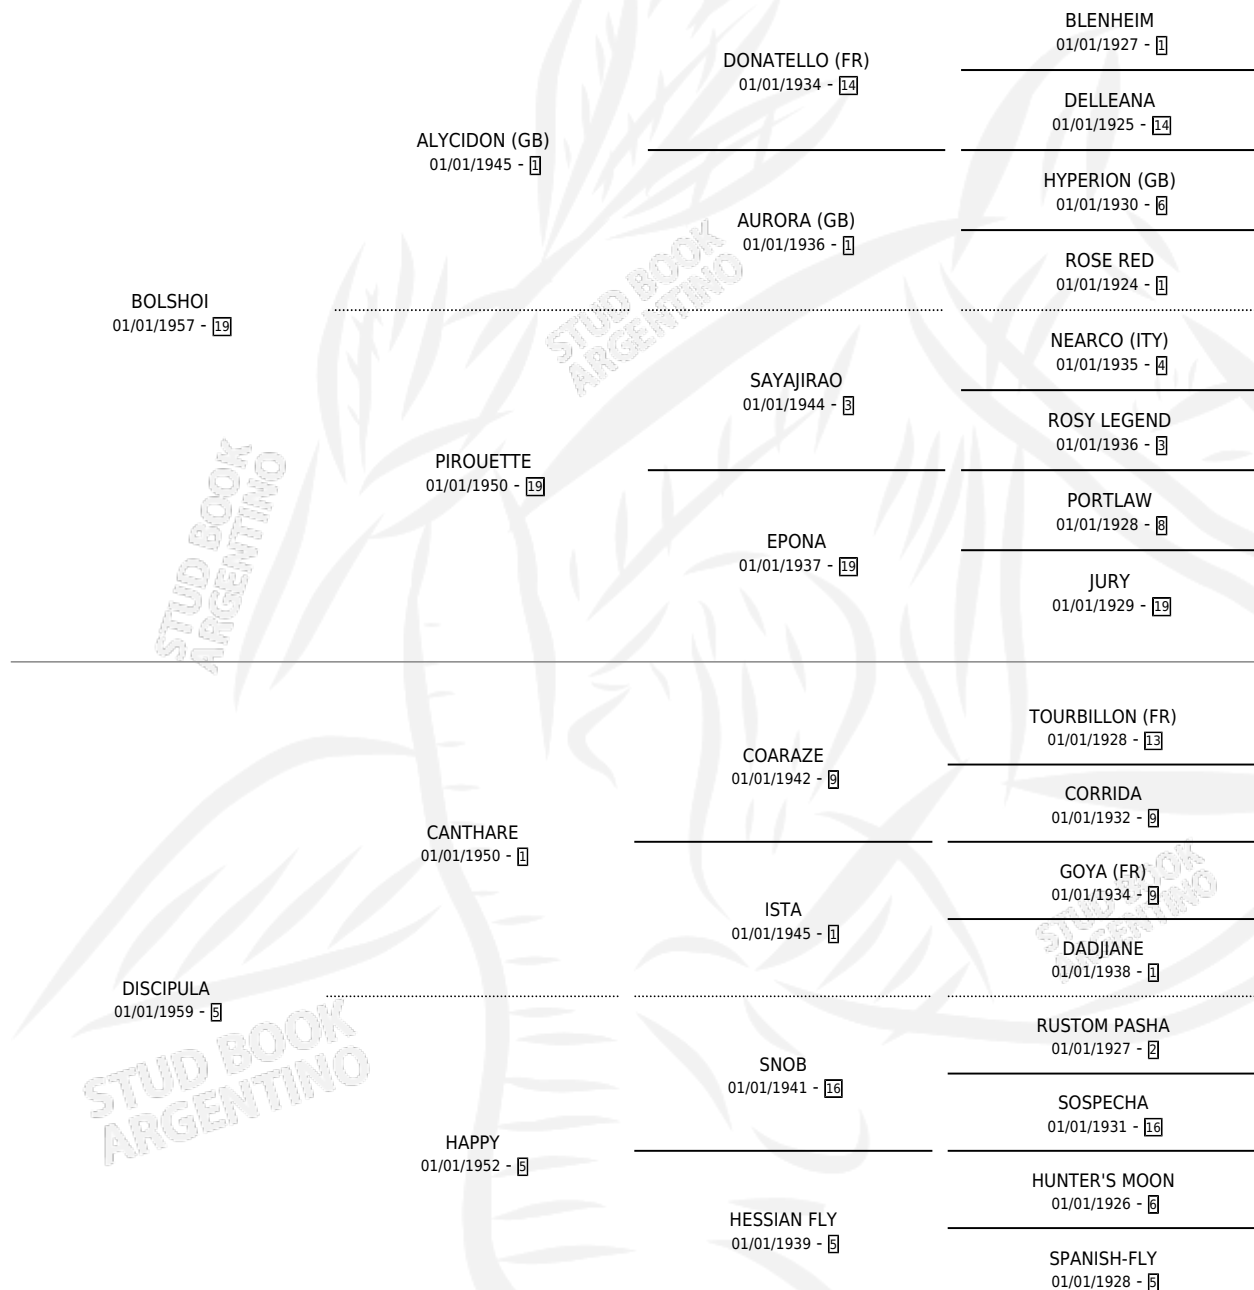 BLENHEIM
01/01/1927 - 1
DONATELLO (FR)
01/01/1934 - 14
DELLEANA
01/01/1925 - 14
ALYCIDON (GB)
01/01/1945 - 1
HYPERION (GB)
01/01/1930 - 6
AURORA (GB)
01/01/1936 - 1
ROSE RED
01/01/1924 - 1
BOLSHOI
01/01/1957 - 19
STUD BOOK
ARGENTINO
NEARCO (ITY)
01/01/1935 - 4
SAYAJIRAO
01/01/1944 - 3
ROSY LEGEND
01/01/1936 - 3
PIROUETTE
01/01/1950 - 19
PORTLAW
01/01/1928 - 8
EPONA
01/01/1937 - 19
JURY
01/01/1929 - 19
STUD BOOK
ARGENTINO
TOURBILLON (FR)
01/01/1928 - 13
COARAZE
01/01/1942 - 9
CORRIDA
01/01/1932 - 9
CANTHARE
01/01/1950 - 1
GOYA (FR)
01/01/1934 - 9
ISTA
01/01/1945 - 1
DADJIANE
01/01/1938 - 1
STUD BOOK
ARGENTINO
DISCIPULA
01/01/1959 - 5
RUSTOM PASHA
01/01/1927 - 2
SNOB
01/01/1941 - 16
SOSPECHA
01/01/1931 - 16
STUD BOOK
ARGENTINO
HAPPY
01/01/1952 - 5
HUNTER'S MOON
01/01/1926 - 6
HESSIAN FLY
01/01/1939 - 5
SPANISH-FLY
01/01/1928 - 5